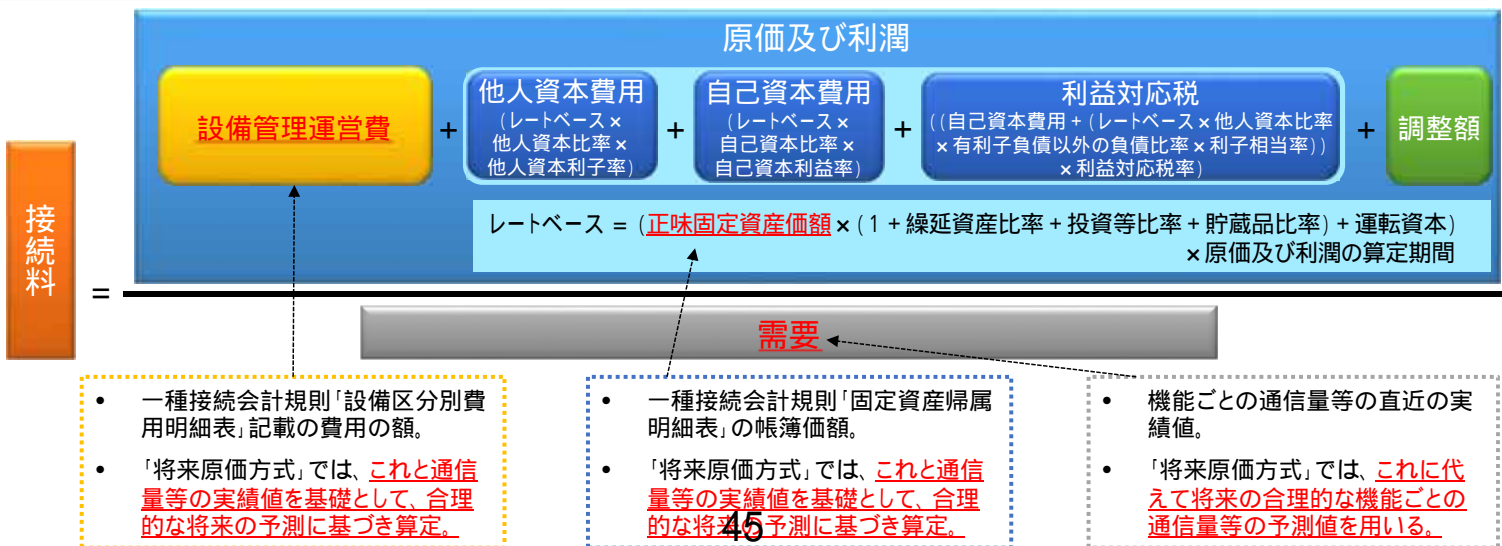 原価及び利潤
設備管理運営費
+
他人資本費用
(レートベース×
他人資本比率×
他人資本利子率)
+
自己資本費用
(レートベース×
自己資本比率×
自己資本利益率)
+
利益対応税
((自己資本費用+(レートベース×他人資本比率
×有利子負債以外の負債比率×利子相当率))
×利益対応税率)
+
調整額
レートベース = (正味固定資産価額×(1+繰延資産比率+投資等比率+貯蔵品比率)+運転資本)
×原価及び利潤の算定期間
接続料
=
需要
• 一種接続会計規則「設備区分別費
用明細表」記載の費用の額。
• 「将来原価方式」では、これと通信
量等の実績値を基礎として、合理
的な将来の予測に基づき算定。
• 一種接続会計規則「固定資産帰属
明細表」の帳簿価額。
• 「将来原価方式」では、これと通信
量等の実績値を基礎として、合理
的な将来の予測に基づき算定。
• 機能ごとの通信量等の直近の実
績値。
• 「将来原価方式」では、これに代
えて将来の合理的な機能ごとの
通信量等の予測値を用いる。
45